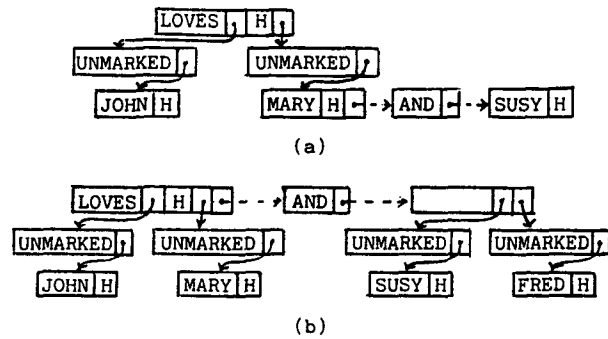 LOVES H
UNMARKED UNMARKED
JOHN H MARY H AND SUSY H
(a)
LOVES H AND
UNMARKED UNMARKED UNMARKED UNMARKED
JOHN H MARY H SUSY H FRED H
(b)